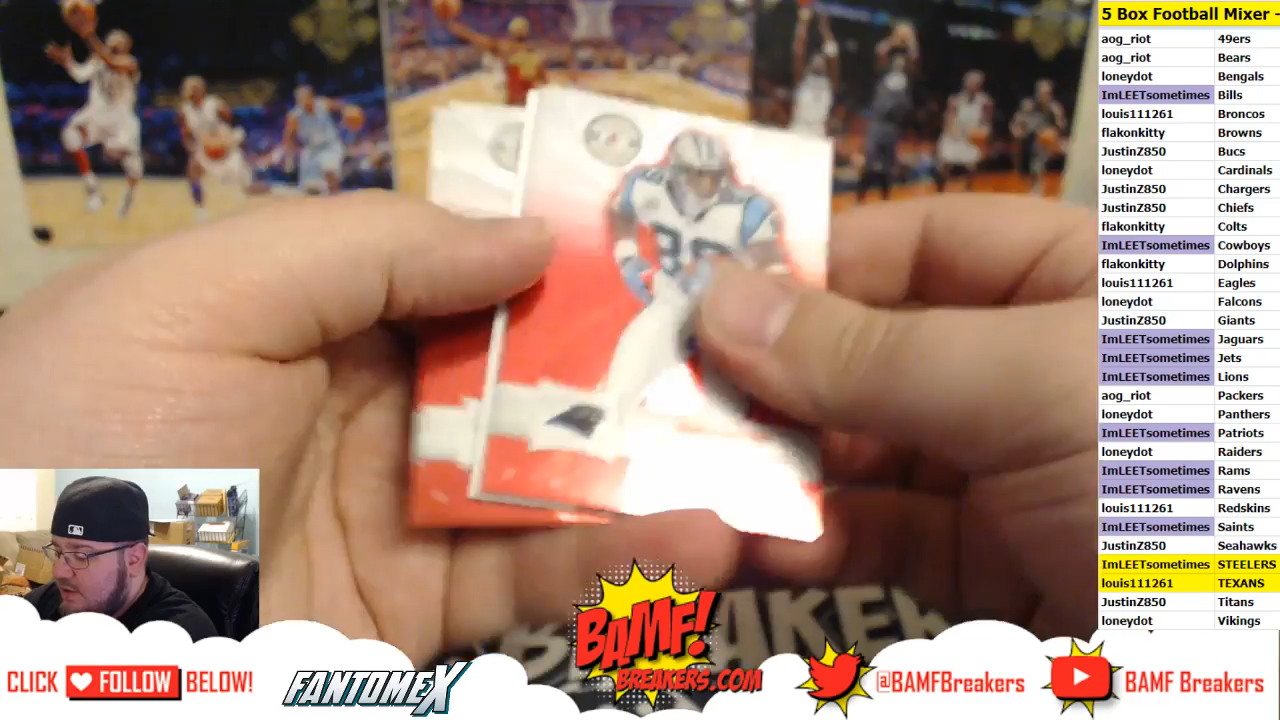 5 Box Football Mixer -
aog_riot 49ers
aog_riot Bears
loneydot Bengals
ImLEETsometimes Bills
louis111261 Broncos
flakonkitty Browns
JustinZ850 Bucs
loneydot Cardinals
JustinZ850 Chargers
JustinZ850 Chiefs
flakonkitty Colts
ImLEETsometimes Cowboys
flakonkitty Dolphins
louis111261 Eagles
loneydot Falcons
JustinZ850 Giants
ImLEETsometimes Jaguars
ImLEETsometimes Jets
ImLEETsometimes Lions
aog_riot Packers
loneydot Panthers
ImLEETsometimes Patriots
loneydot Raiders
ImLEETsometimes Rams
ImLEETsometimes Ravens
louis111261 Redskins
ImLEETsometimes Saints
JustinZ850 Seahawks
ImLEETsometimes STEELERS
louis111261 TEXANS
JustinZ850 Titans
loneydot Vikings
CLICK FOLLOW BELOW!
FANTOMEX
BAMF!
BREAKERS.COM
@BAMFBreakers
BAMF Breakers